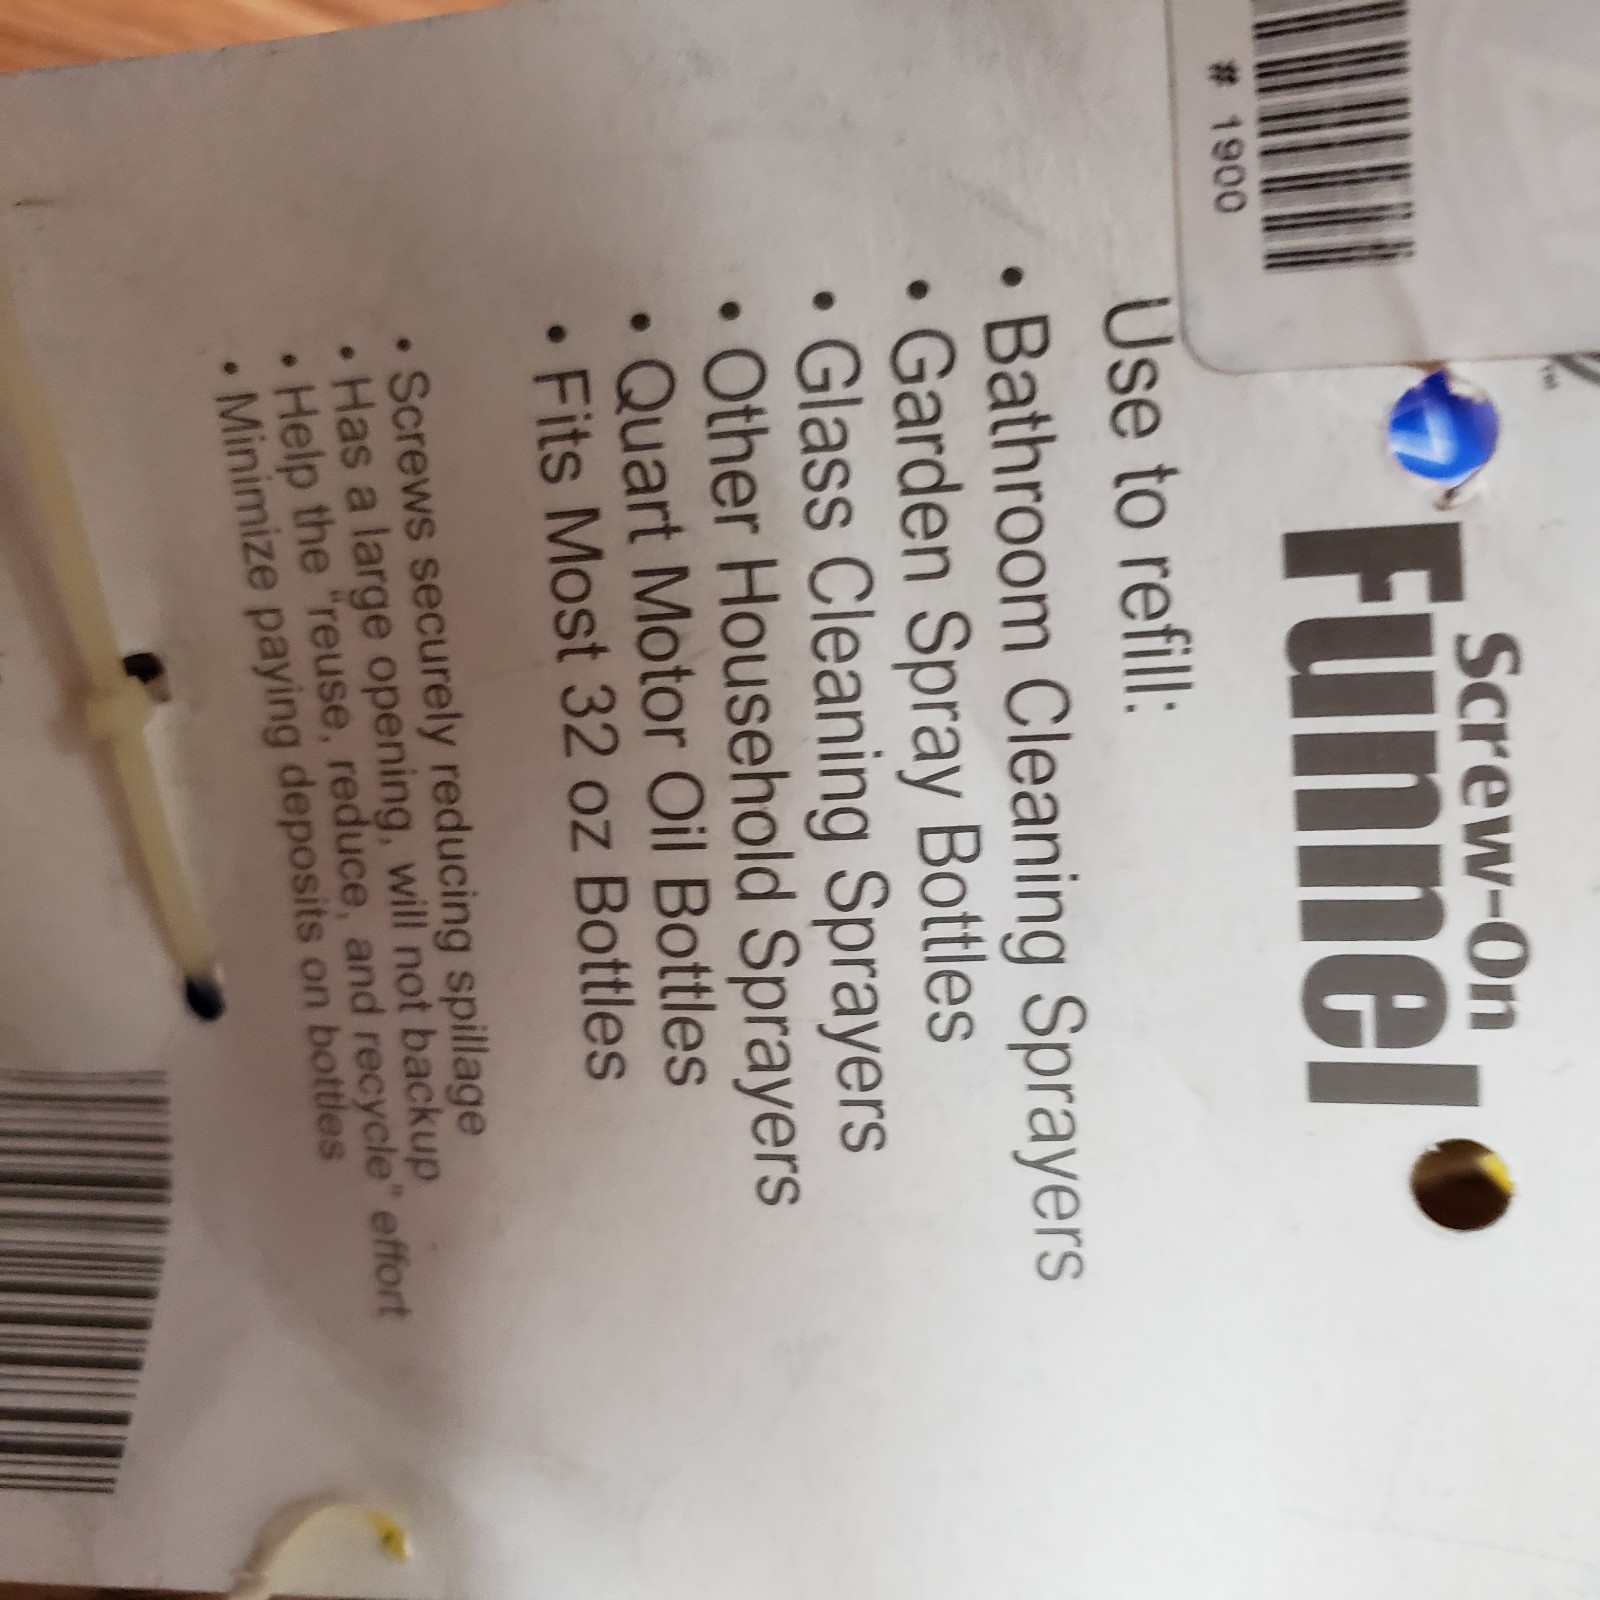 # 1900
™
Screw-On
Funnel
Use to refill:
• Bathroom Cleaning Sprayers
• Garden Spray Bottles
• Glass Cleaning Sprayers
• Other Household Sprayers
• Quart Motor Oil Bottles
• Fits Most 32 oz Bottles
• Screws securely reducing spillage
• Has a large opening, will not backup
• Help the "reuse, reduce, and recycle" effort
• Minimize paying deposits on bottles